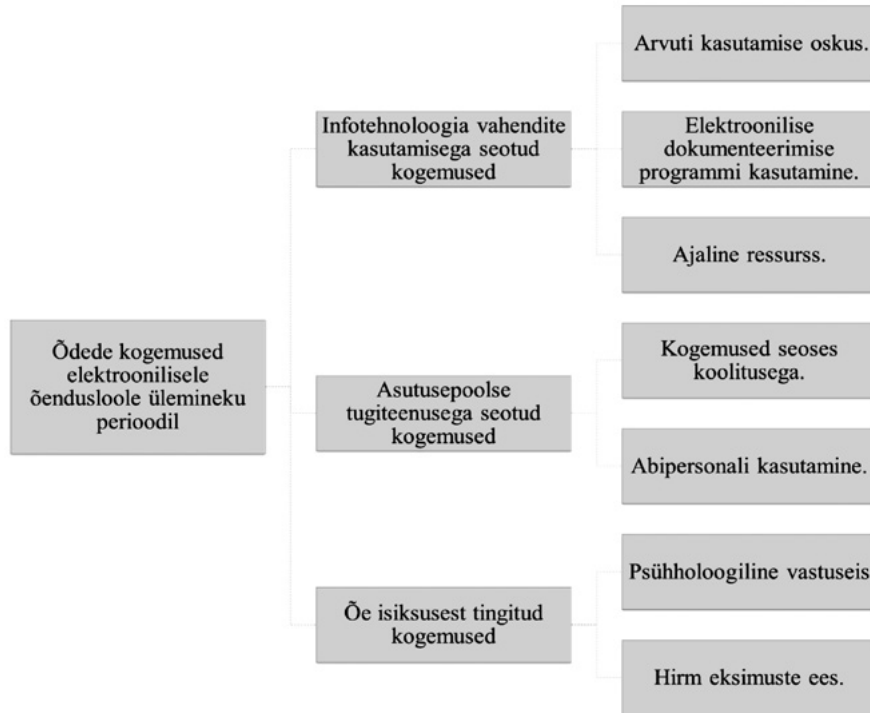 Õdede kogemused
elektroonilisele
õendusloole ülemineku
perioodil
Infotehnoloogia vahendite
kasutamisega seotud
kogemused
Arvuti kasutamise oskus.
Elektroonilise
dokumenteerimise
programmi kasutamine.
Ajaline ressurss.
Asutusepoolse
tugiteenusega seotud
kogemused
Kogemused seoses
koolitusega.
Abipersonali kasutamine.
Õe isiksusest tingitud
kogemused
Psühholoogiline vastuseis
Hirm eksimuste ees.